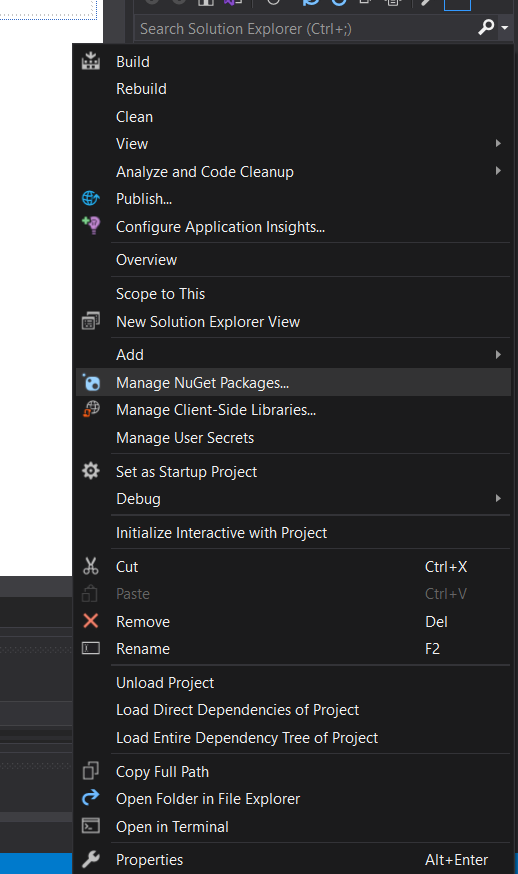 Search Solution Explorer (Ctrl+;)
Build
Rebuild
Clean
View
Analyze and Code Cleanup
Publish...
Configure Application Insights...
Overview
Scope to This
New Solution Explorer View
Add
Manage NuGet Packages...
Manage Client-Side Libraries...
Manage User Secrets
Set as Startup Project
Debug
Initialize Interactive with Project
Cut Ctrl+X
Paste Ctrl+V
Remove Del
Rename F2
Unload Project
Load Direct Dependencies of Project
Load Entire Dependency Tree of Project
Copy Full Path
Open Folder in File Explorer
Open in Terminal
Properties Alt+Enter